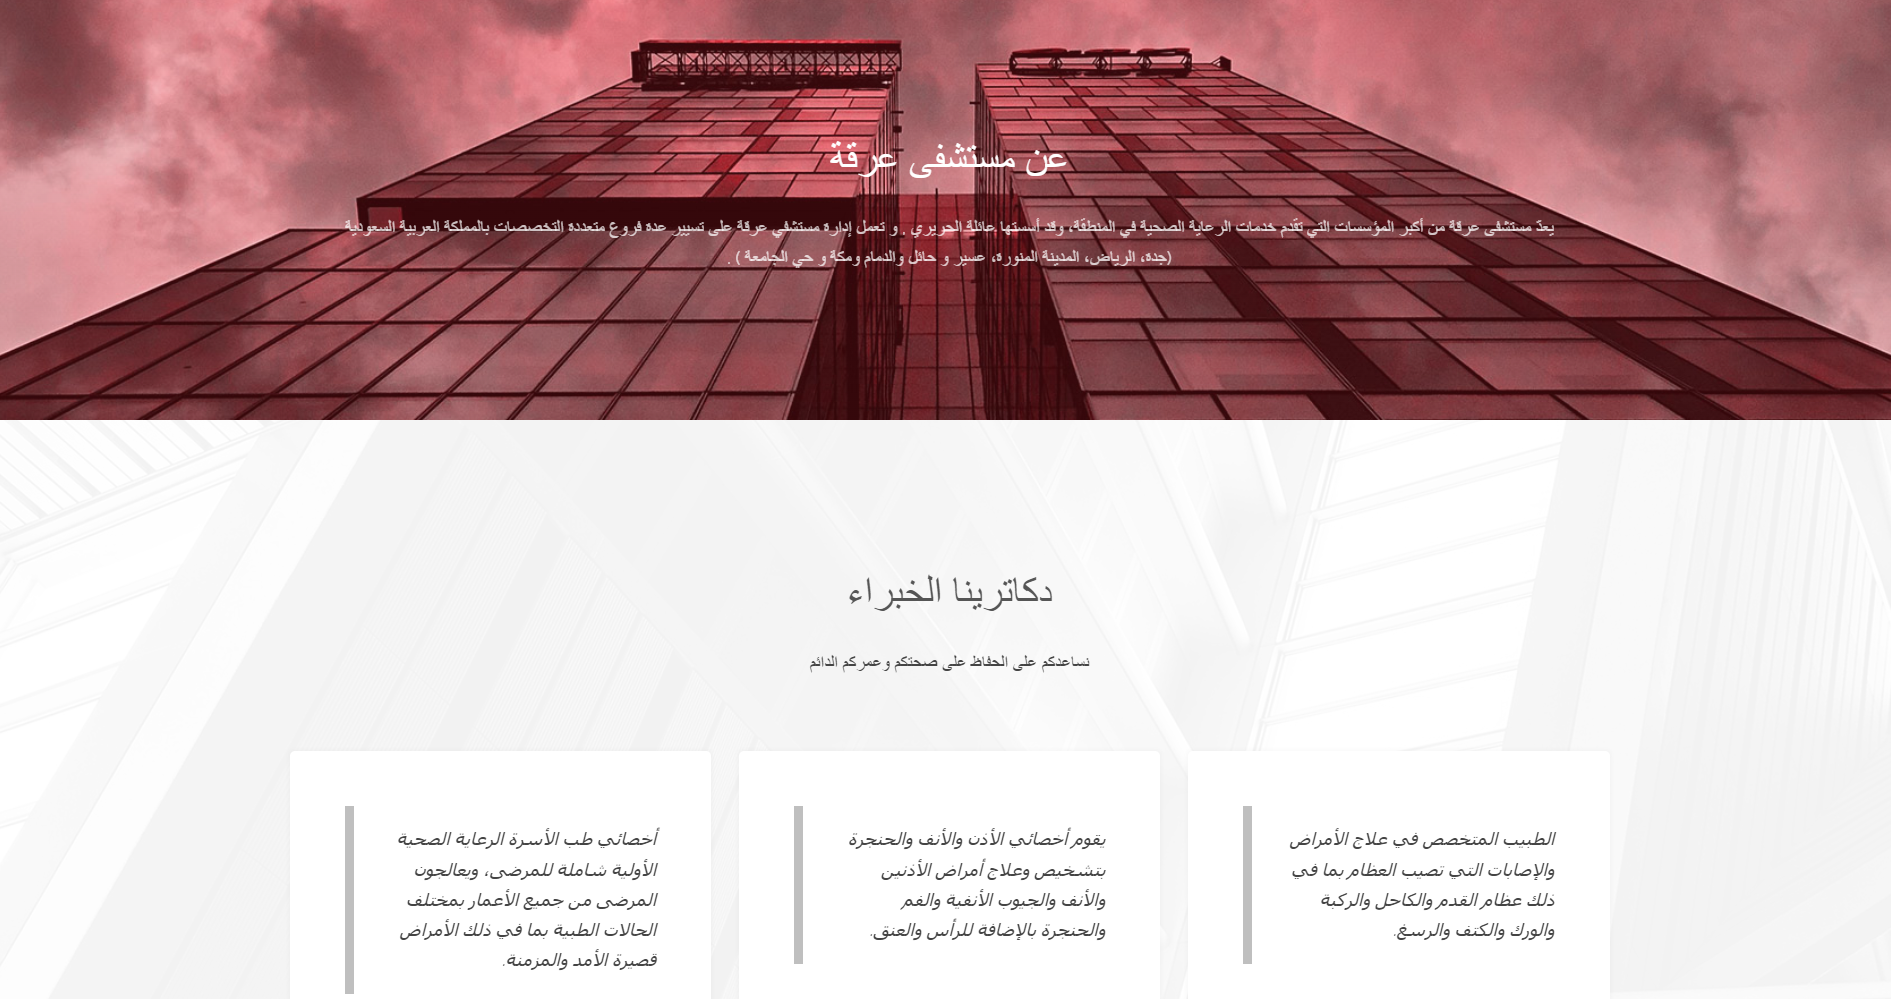 عن مستشفى عرقة
يعدّ مستشفى عرقة من أكبر المؤسسات التي تقّدم خدمات الرعاية الصحية في المنطقّة، وقد أسستها عائلة الحريري . و تعمل إدارة مستشفي عرقة على تسيير عدة فروع متعددة التخصصات بالمملكة العربية السعودية
(جدة، الرياض، المدينة المنورة، عسير و حائل والدمام ومكة و حي الجامعة ) .
دكاترينا الخبراء
نساعدكم على الحفاظ على صحتكم وعمركم الدائم
الطبيب المتخصص في علاج الأمراض
والإصابات التي تصيب العظام بما في
ذلك عظام القدم والكاحل والركبة
والورك والكتف والرسغ.
يقوم أخصائي الأذن والأنف والحنجرة
بتشخيص وعلاج أمراض الأذنين
والأنف والجيوب الأنفية والفم
والحنجرة بالإضافة للرأس والعنق.
أخصائي طب الأسرة الرعاية الصحية
الأولية شاملة للمرضى، ويعالجون
المرضى من جميع الأعمار بمختلف
الحالات الطبية بما في ذلك الأمراض
قصيرة الأمد والمزمنة.